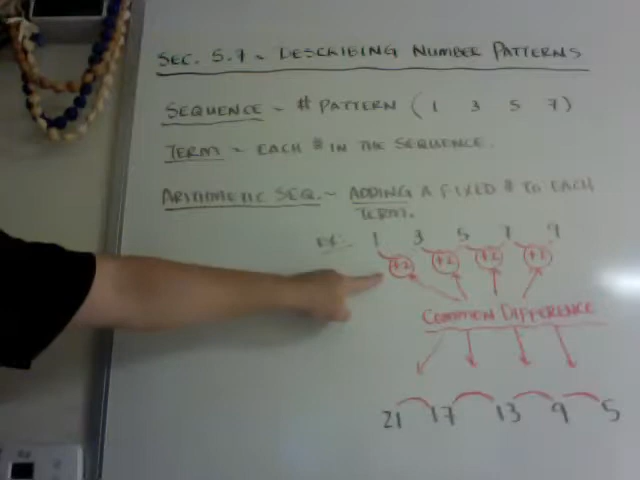 SEC. 5.7 ~ DESCRIBING NUMBER PATTERNS
SEQUENCE ~ # PATTERN (1 3 5 7)
TERM ~ EACH # IN THE SEQUENCE.
ARITHMETIC SEQ. ~ ADDING A FIXED # TO EACH
TERM.
EX: 1 3 5 7 9
+2 +2 +2 +2
COMMON DIFFERENCE
21 17 13 9 5